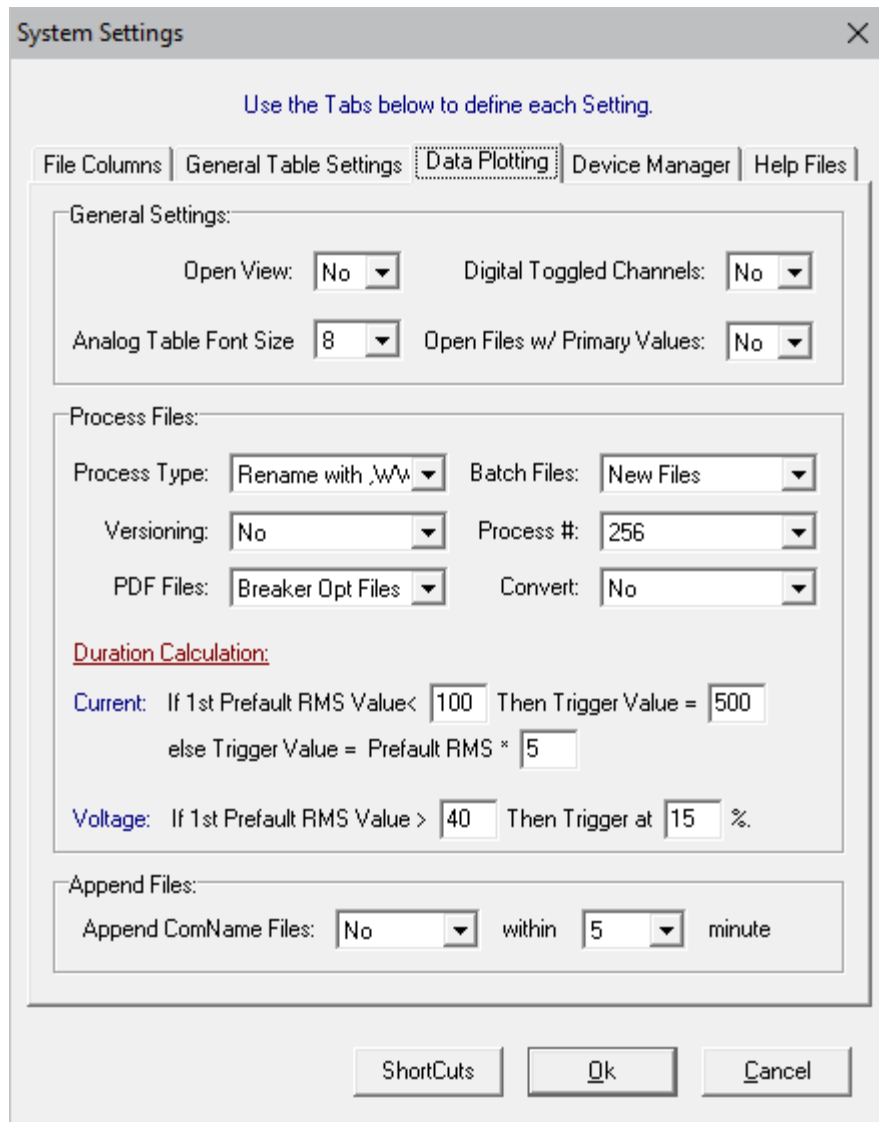 System Settings
Use the Tabs below to define each Setting.
File Columns General Table Settings Data Plotting Device Manager Help Files
General Settings:
Open View: No Digital Toggled Channels: No
Analog Table Font Size 8 Open Files w/ Primary Values: No
Process Files:
Process Type: Rename with Batch Files: New Files
Versioning: No Process #: 256
PDF Files: Breaker Opt Files Convert: No
Duration Calculation:
Current: If 1st Prefault RMS Value< 100 Then Trigger Value = 500
else Trigger Value = Prefault RMS * 5
Voltage: If 1st Prefault RMS Value > 40 Then Trigger at 15 %.
Append Files:
Append ComName Files: No within 5 minute
ShortCuts Ok Cancel